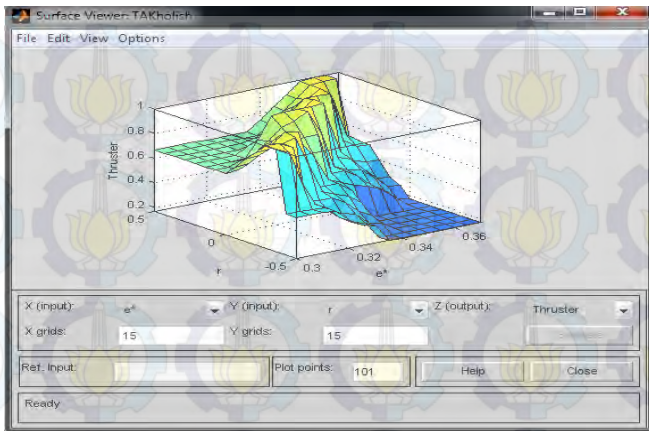 Surface Viewer: TAKholish
File Edit View Options
1
0.8
0.6
0.4
0.2
Thruster
0.5
0
-0.5
r
0.3
0.32
0.34
0.36
e*
X (input): e* Y (input): r Z (output): Thruster
X grids: 15 Y grids: 15
Ref. Input: Plot points: 101 Help Close
Ready